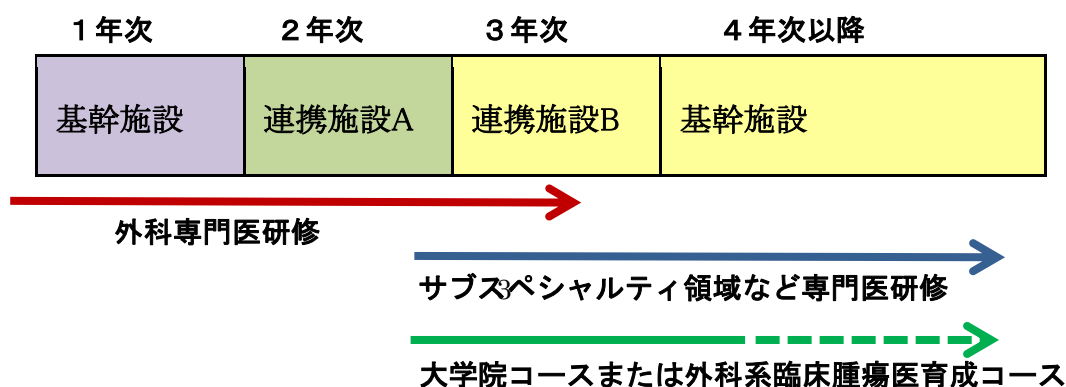 1年次 2年次 3年次 4年次以降
基幹施設 連携施設A 連携施設B 基幹施設
外科専門医研修
サブスペシャルティ領域など専門医研修
3
大学院コースまたは外科系臨床腫瘍医育成コース